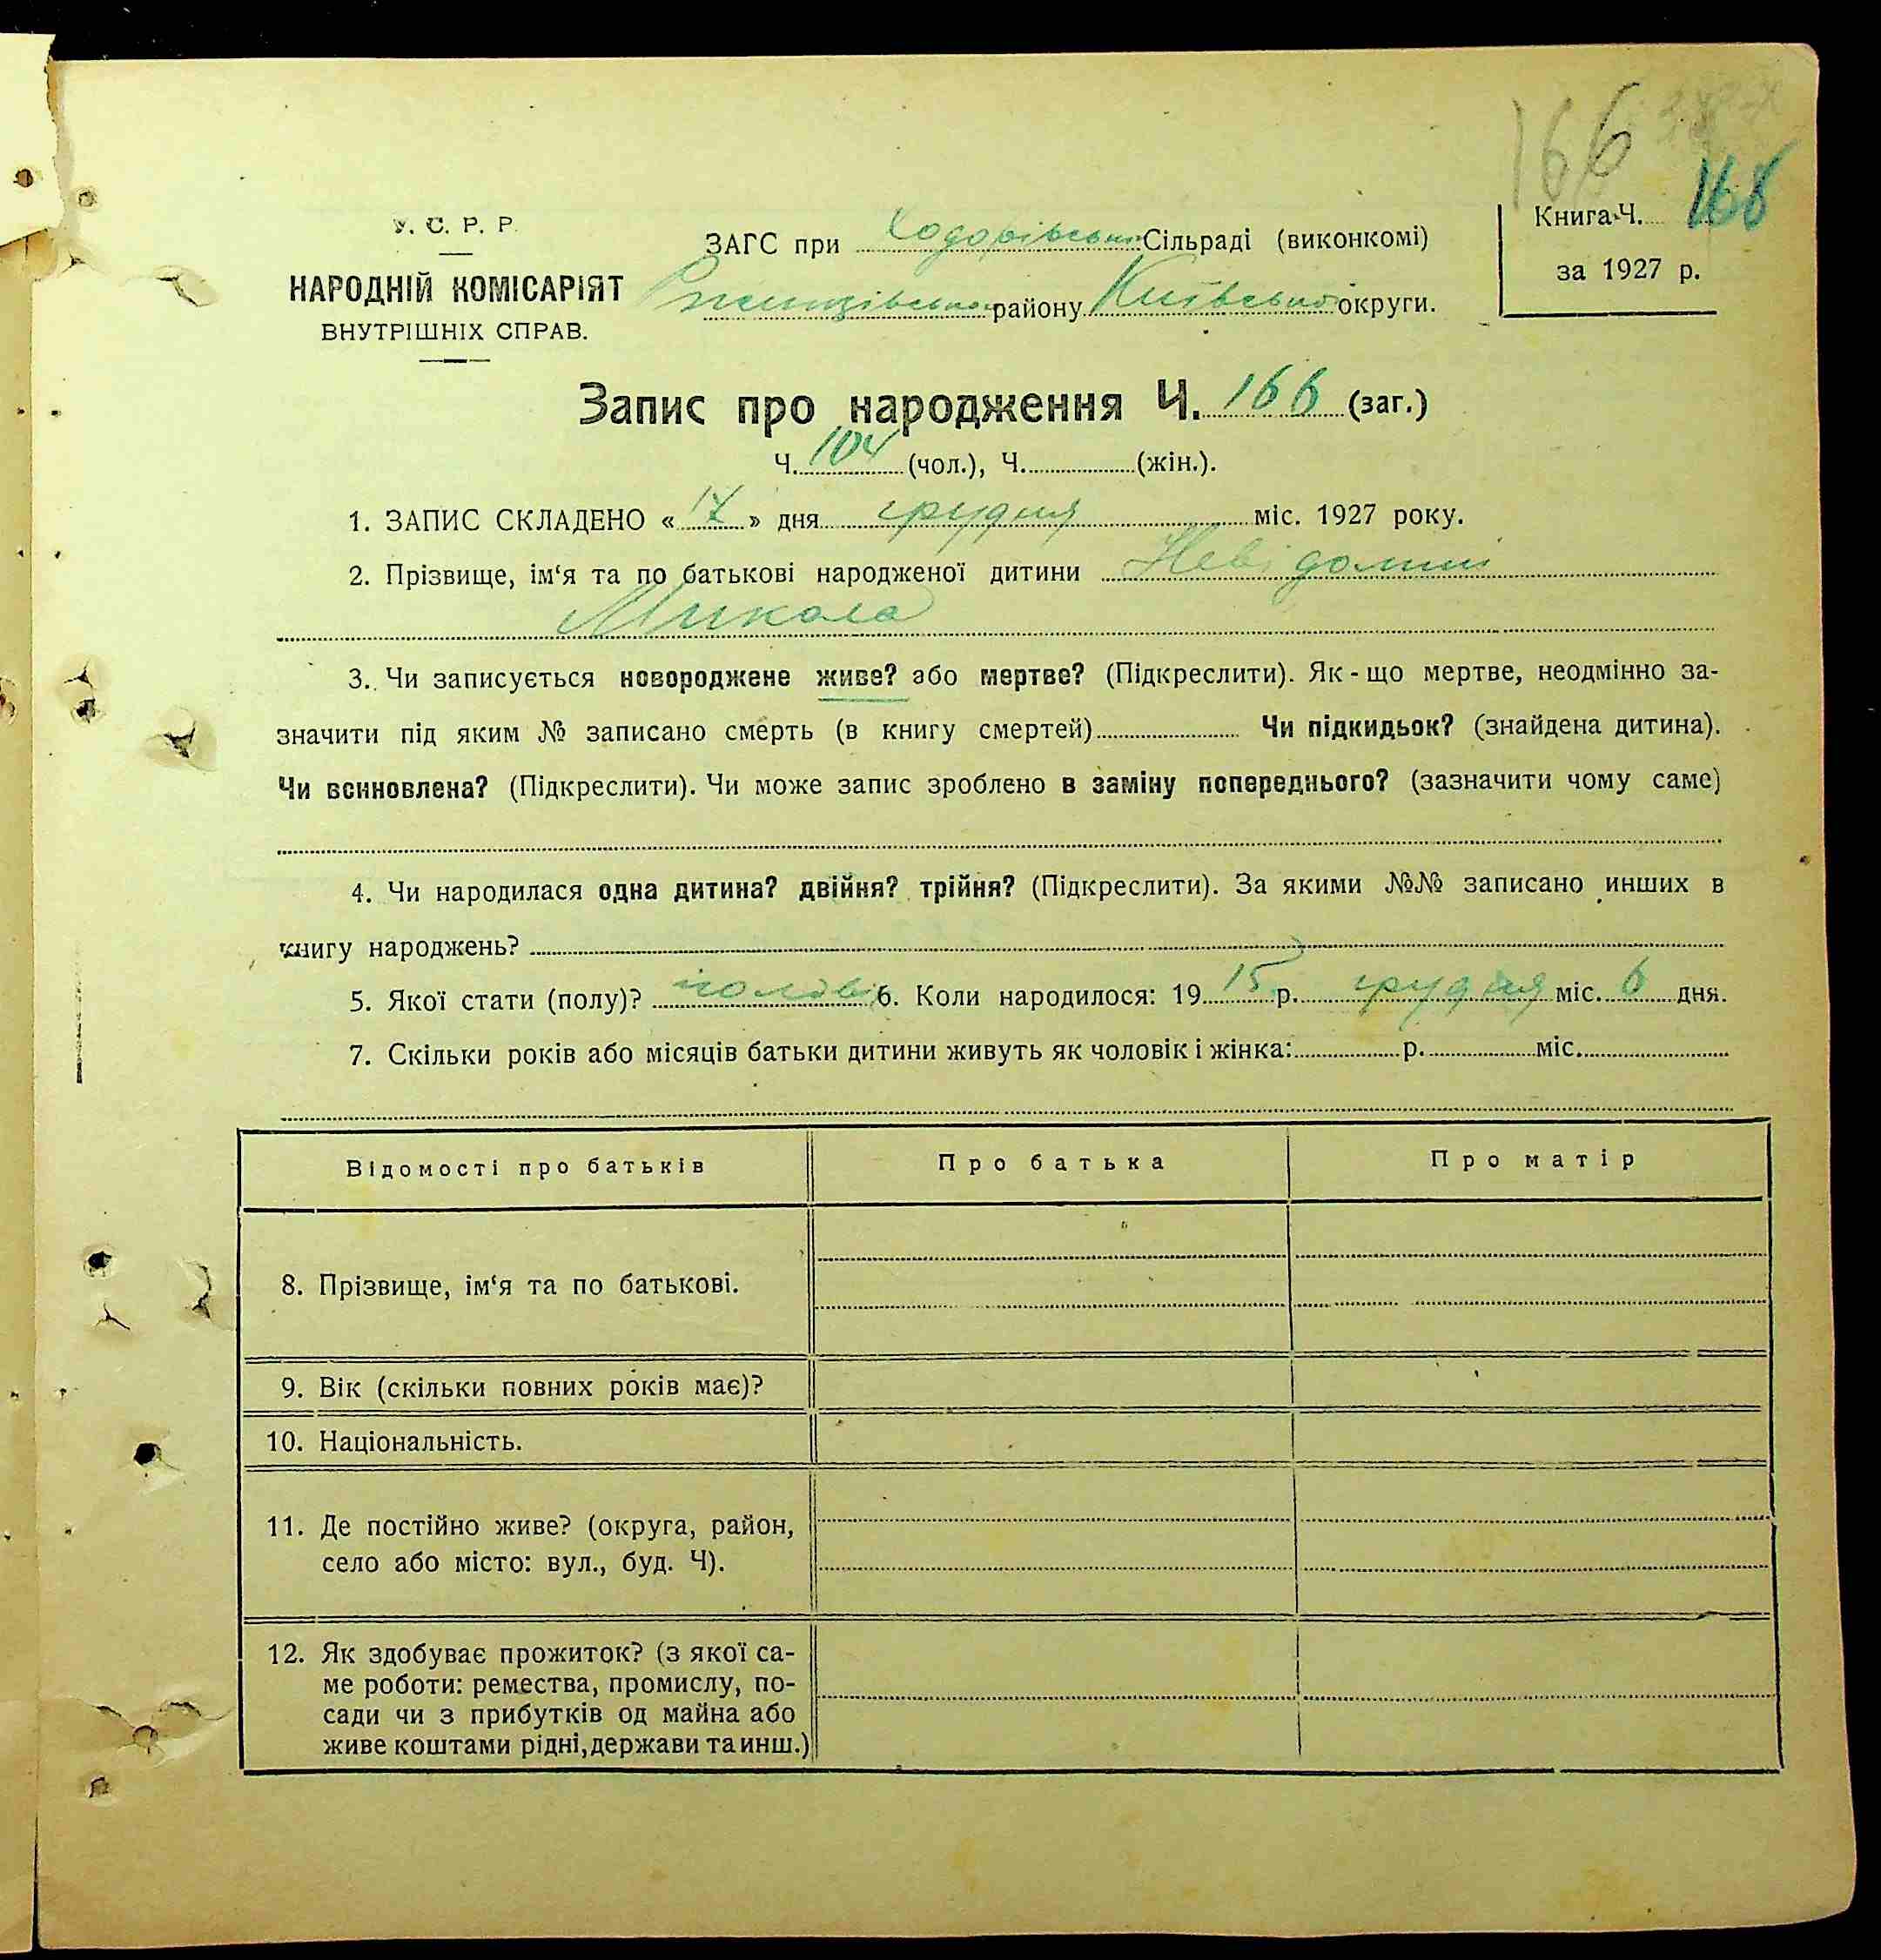 166
168
У. С. Р. Р.
НАРОДНІЙ КОМІСАРІЯТ
ВНУТРІШНІХ СПРАВ.
ЗАГС при Ходорівській Сільраді (виконкомі)
Ржищівського району Київської округи.
Книга Ч.
за 1927 р.
Запис про народження Ч. 166 (заг.)
Ч. 104 (чол.), Ч. (жін.).
1. ЗАПИС СКЛАДЕНО « 17 » дня грудня міс. 1927 року.
2. Прізвище, ім‘я та по батькові народженої дитини Невідомий
Микола
3. Чи записується новороджене живе? або мертве? (Підкреслити). Як-що мертве, неодмінно за-
значити під яким № записано смерть (в книгу смертей) Чи підкидьок? (знайдена дитина).
Чи всиновлена? (Підкреслити). Чи може запис зроблено в заміну попереднього? (зазначити чому саме)
4. Чи народилася одна дитина? двійня? трійня? (Підкреслити). За якими №№ записано инших в
книгу народжень?
5. Якої стати (полу)? чолов 6. Коли народилося: 19 15 р. грудня міс. 6 дня.
7. Скільки років або місяців батьки дитини живуть як чоловік і жінка: р. міс.
Відомості про батьків Про батька Про матір
8. Прізвище, ім‘я та по батькові.
9. Вік (скільки повних років має)?
10. Національність.
11. Де постійно живе? (округа, район,
село або місто: вул., буд. Ч).
12. Як здобуває прожиток? (з якої са-
ме роботи: ремества, промислу, по-
сади чи з прибутків од майна або
живе коштами рідні, держави та инш.)